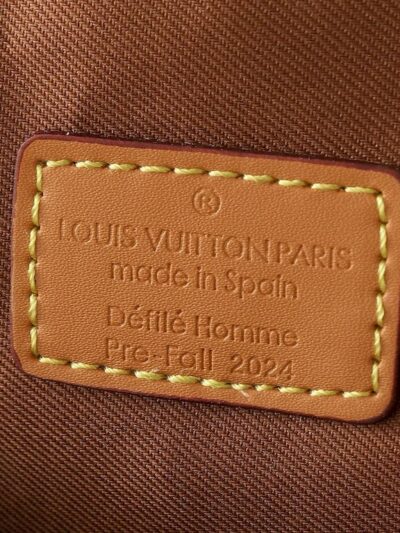 ®
LOUIS VUITTON PARIS
made in Spain
Défilé Homme
Pre-Fall 2024